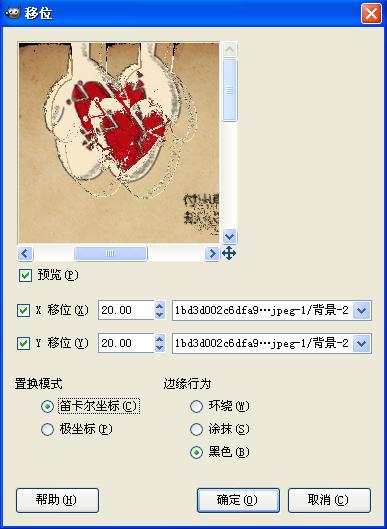 移位
预览(P)
X 移位(X) 20.00 1bd3d002c6dfa9…jpeg-1/背景-2
Y 移位(Y) 20.00 1bd3d002c6dfa9…jpeg-1/背景-2
置换模式 边缘行为
笛卡尔坐标(C) 环绕(W)
极坐标(P) 涂抹(S)
黑色(B)
帮助(H) 确定(O) 取消(C)